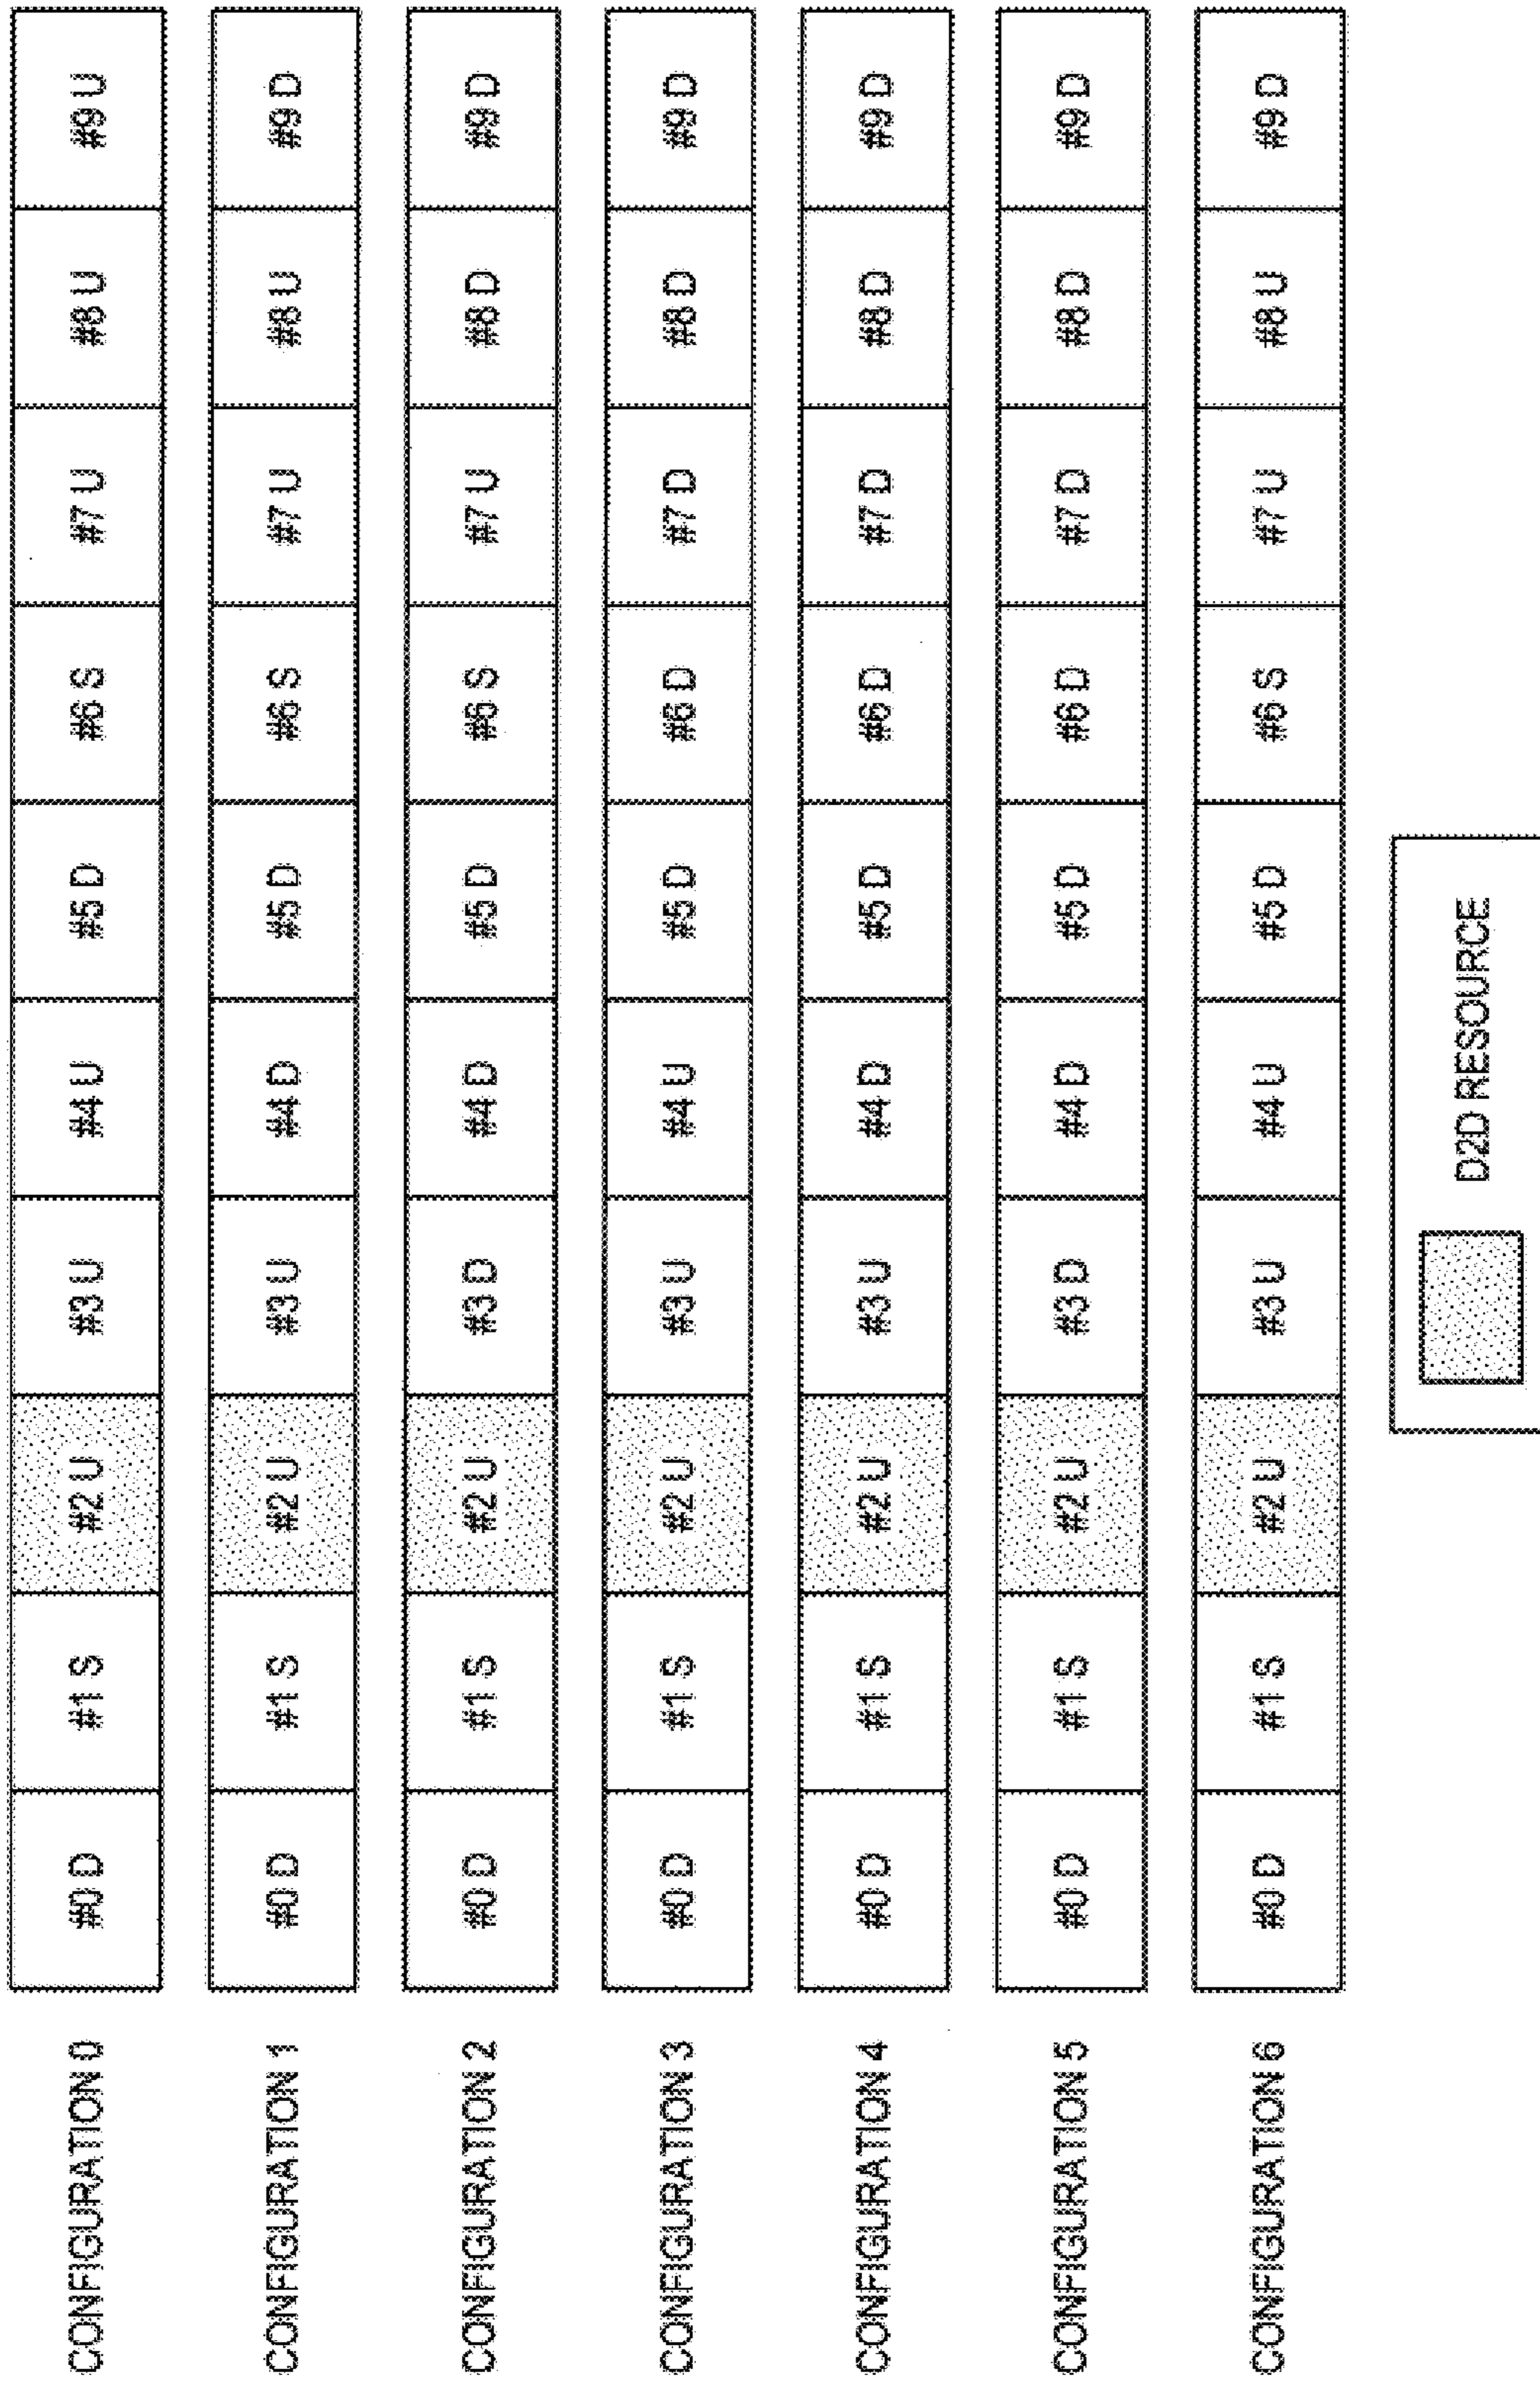 CONFIGURATION 0 #0 D #1 S #2 U #3 U #4 U #5 D #6 S #7 U #8 U #9 U
CONFIGURATION 1 #0 D #1 S #2 U #3 U #4 D #5 D #6 S #7 U #8 U #9 D
CONFIGURATION 2 #0 D #1 S #2 U #3 D #4 D #5 D #6 S #7 U #8 D #9 D
CONFIGURATION 3 #0 D #1 S #2 U #3 U #4 U #5 D #6 D #7 D #8 D #9 D
CONFIGURATION 4 #0 D #1 S #2 U #3 U #4 D #5 D #6 D #7 D #8 D #9 D
CONFIGURATION 5 #0 D #1 S #2 U #3 D #4 D #5 D #6 D #7 D #8 D #9 D
CONFIGURATION 6 #0 D #1 S #2 U #3 U #4 U #5 D #6 S #7 U #8 U #9 D
D2D RESOURCE